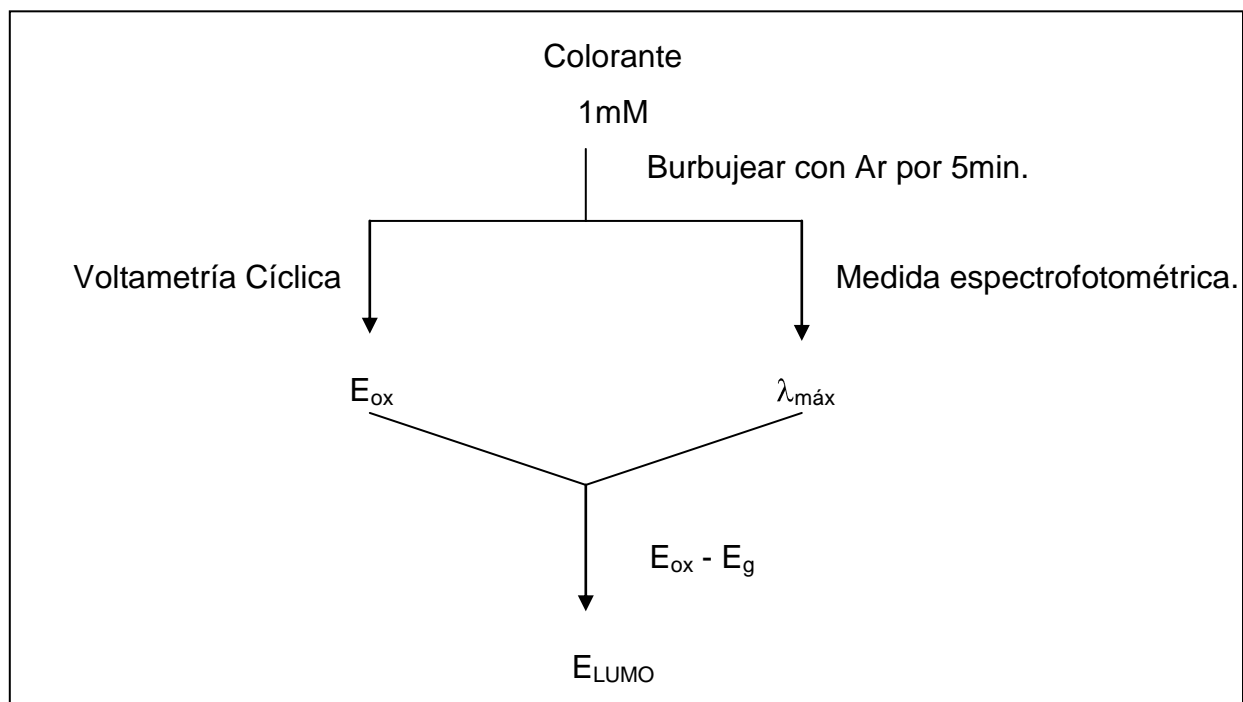 Colorante
1mM
Burbujear con Ar por 5min.
Voltametría Cíclica
Medida espectrofotométrica.
Eox
λmáx
Eox - Eg
ELUMO